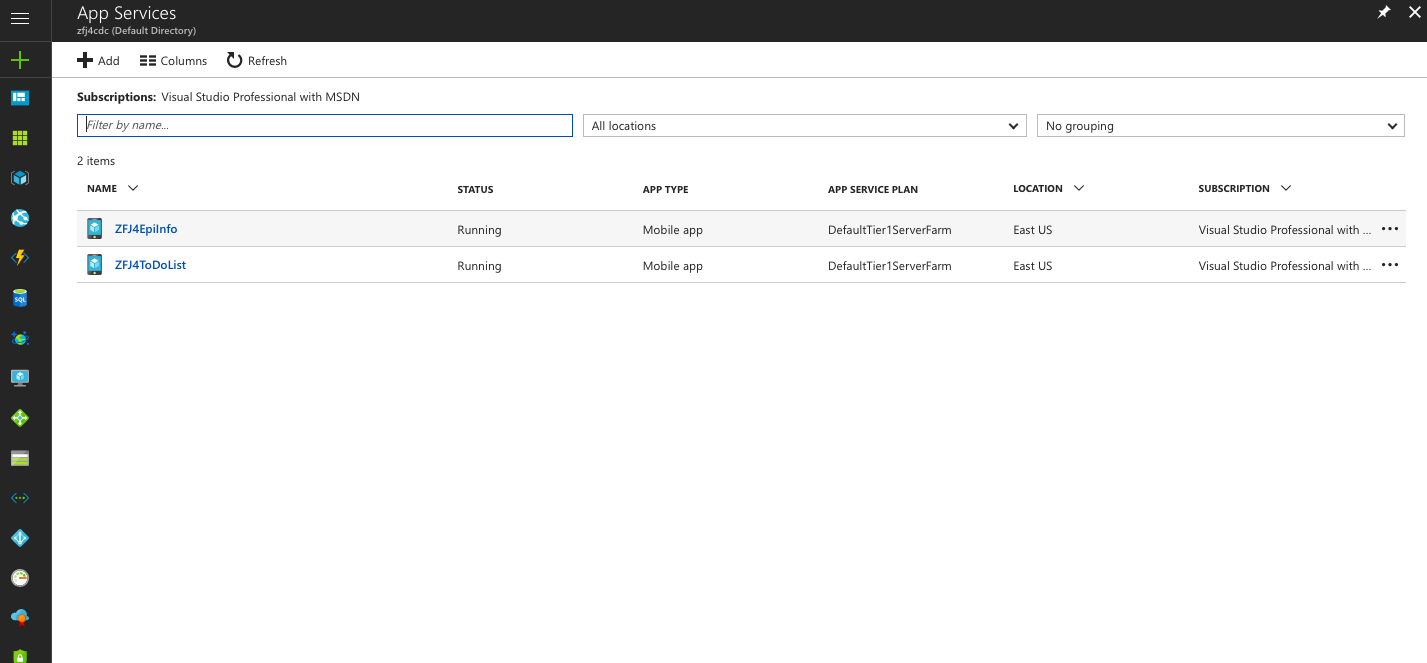 App Services
zfj4cdc (Default Directory)
Add Columns Refresh
Subscriptions: Visual Studio Professional with MSDN
Filter by name... All locations No grouping
2 items
NAME STATUS APP TYPE APP SERVICE PLAN LOCATION SUBSCRIPTION
ZFJ4EpiInfo Running Mobile app DefaultTier1ServerFarm East US Visual Studio Professional with ...
ZFJ4ToDoList Running Mobile app DefaultTier1ServerFarm East US Visual Studio Professional with ...
SQL